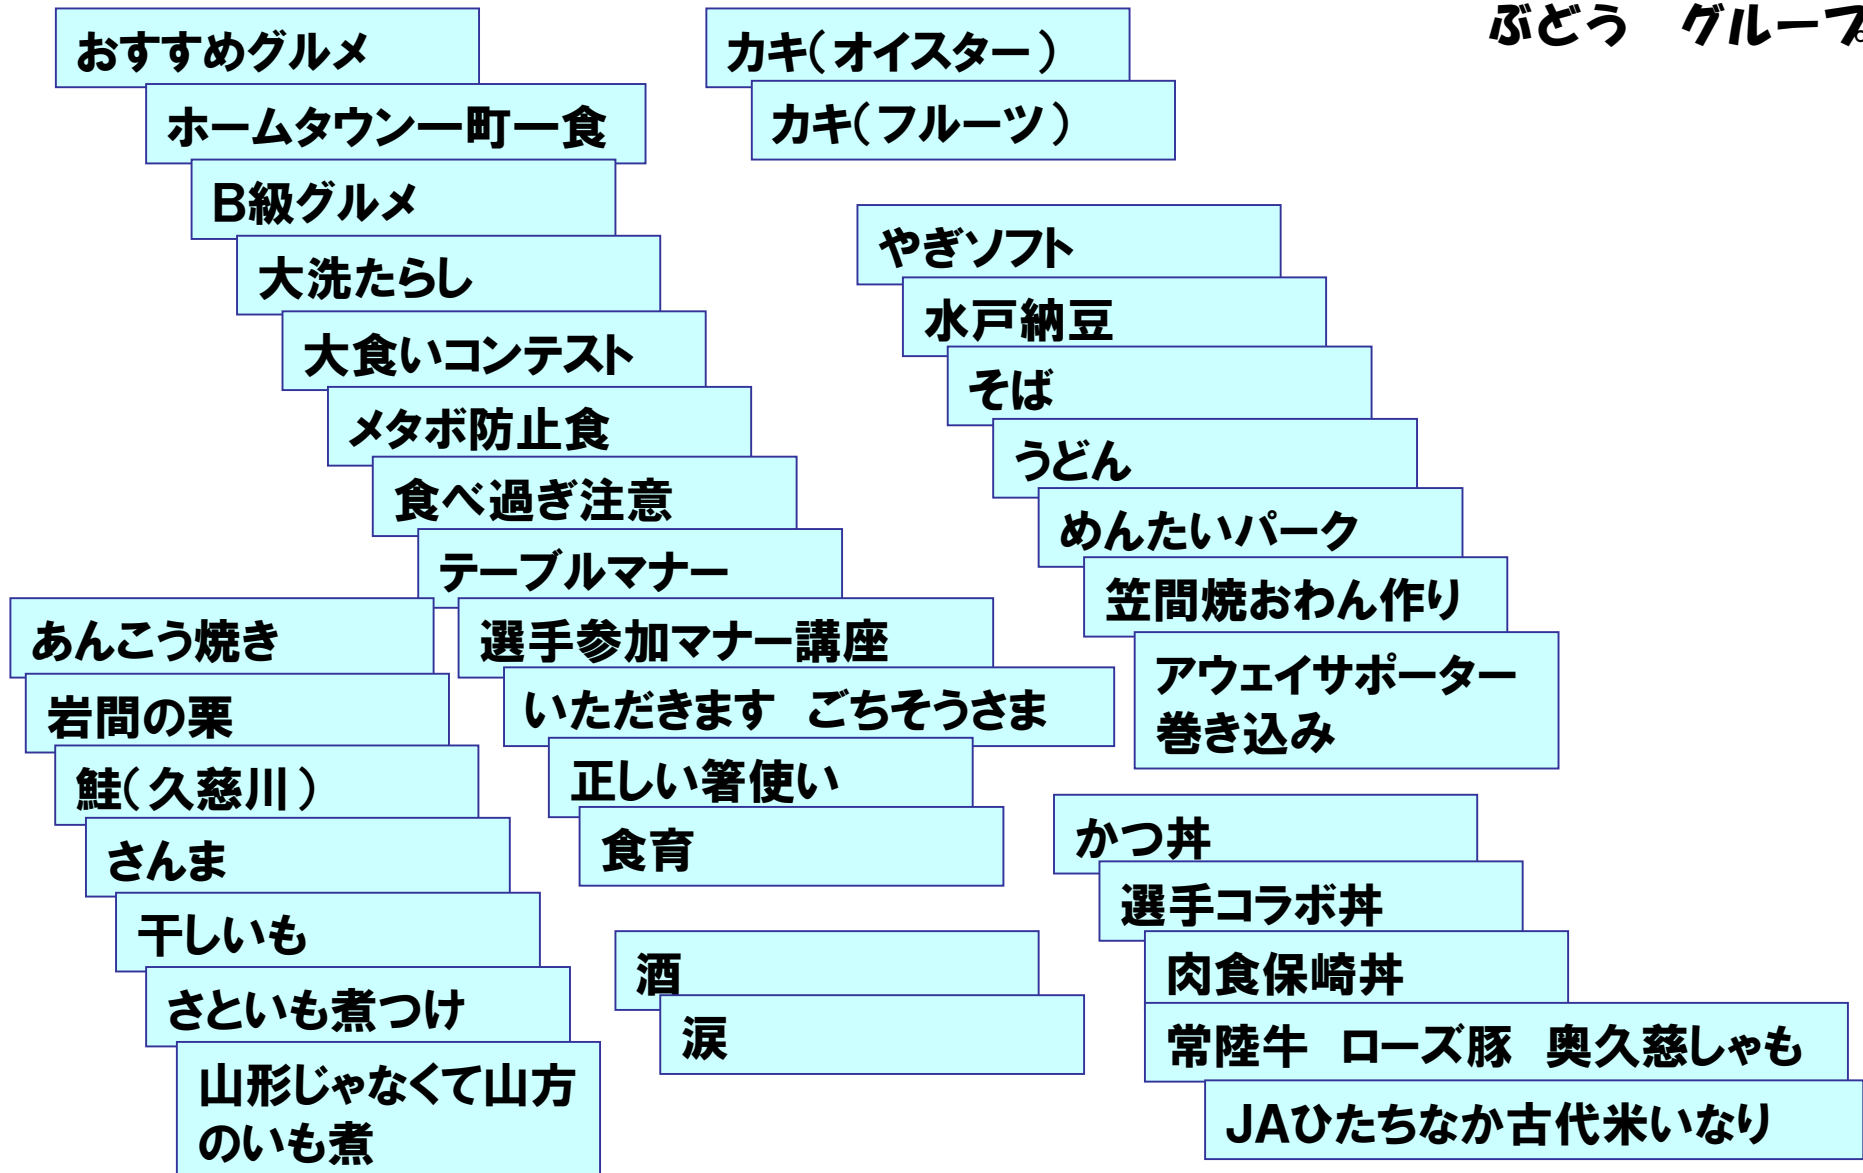 ぶどう　グループ
おすすめグルメ
ホームタウン一町一食
B級グルメ
大洗たらし
大食いコンテスト
メタボ防止食
食べ過ぎ注意
テーブルマナー
選手参加マナー講座
いただきます　ごちそうさま
正しい箸使い
食育
カキ(オイスター)
カキ(フルーツ)
やぎソフト
水戸納豆
そば
うどん
めんたいパーク
笠間焼おわん作り
アウェイサポーター
巻き込み
あんこう焼き
岩間の栗
鮭(久慈川)
さんま
干しいも
さといも煮つけ
山形じゃなくて山方
のいも煮
酒
涙
かつ丼
選手コラボ丼
肉食保崎丼
常陸牛　ローズ豚　奥久慈しゃも
JAひたちなか古代米いなり